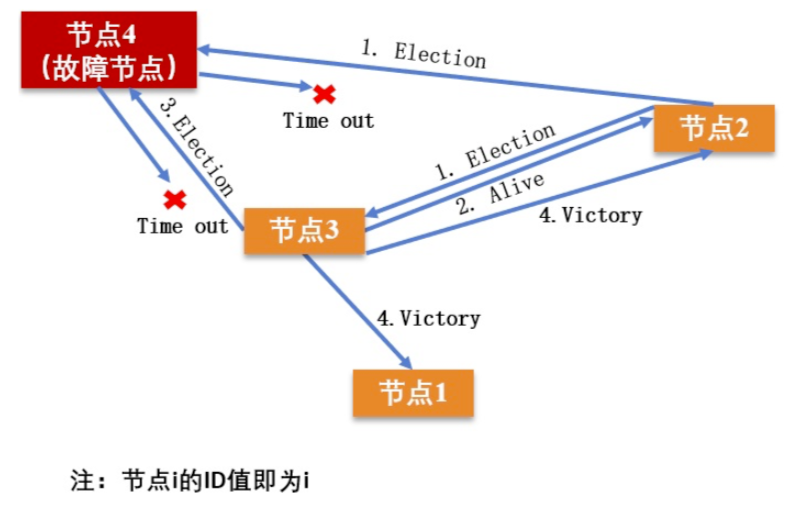 节点4
（故障节点）
1. Election
Time out
节点2
3.Election
1. Election
2. Alive
4.Victory
Time out
节点3
4.Victory
节点1
注：节点i的ID值即为i